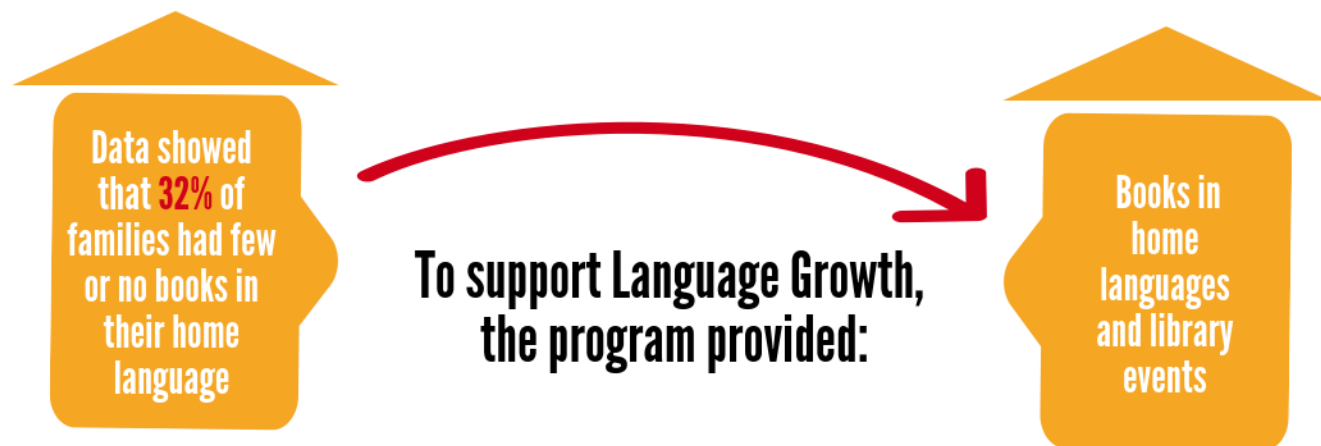 Data showed
that 32% of
families had few
or no books in
their home
language
To support Language Growth,
the program provided:
Books in
home
languages
and library
events